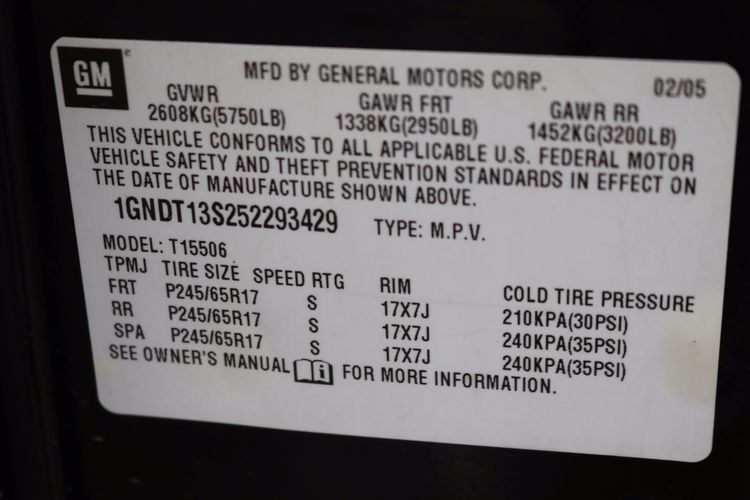 GM
MFD BY GENERAL MOTORS CORP. 02/05
GVWR GAWR FRT GAWR RR
2608KG(5750LB) 1338KG(2950LB) 1452KG(3200LB)
THIS VEHICLE CONFORMS TO ALL APPLICABLE U.S. FEDERAL MOTOR
VEHICLE SAFETY AND THEFT PREVENTION STANDARDS IN EFFECT ON
THE DATE OF MANUFACTURE SHOWN ABOVE.
1GNDT13S252293429 TYPE: M.P.V.
MODEL: T15506
TPMJ TIRE SIZE SPEED RTG RIM COLD TIRE PRESSURE
FRT P245/65R17 S 17X7J 210KPA(30PSI)
RR P245/65R17 S 17X7J 240KPA(35PSI)
SPA P245/65R17 S 17X7J 240KPA(35PSI)
SEE OWNER'S MANUAL i FOR MORE INFORMATION.